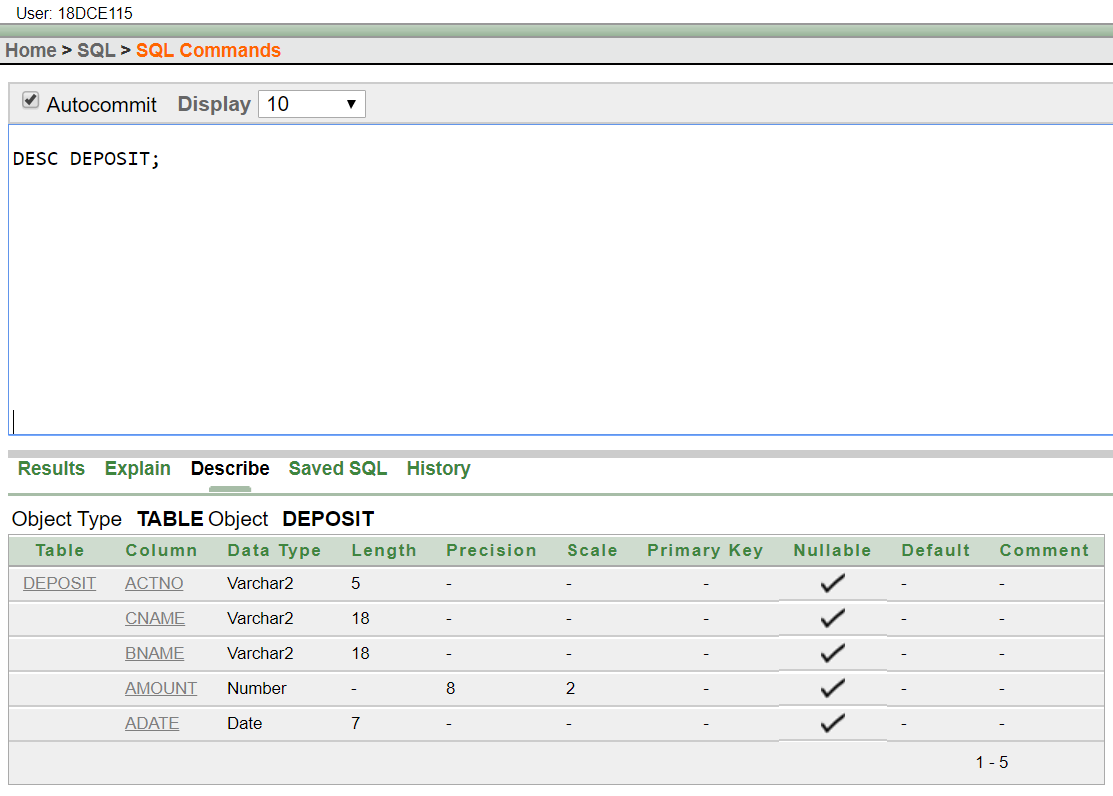 User: 18DCE115
Home > SQL > SQL Commands
Autocommit Display 10
DESC DEPOSIT;
Results Explain Describe Saved SQL History
Object Type TABLE Object DEPOSIT
Table Column Data Type Length Precision Scale Primary Key Nullable Default Comment
DEPOSIT ACTNO Varchar2 5 - - - - -
CNAME Varchar2 18 - - - - -
BNAME Varchar2 18 - - - - -
AMOUNT Number - 8 2 - - -
ADATE Date 7 - - - - -
1 - 5